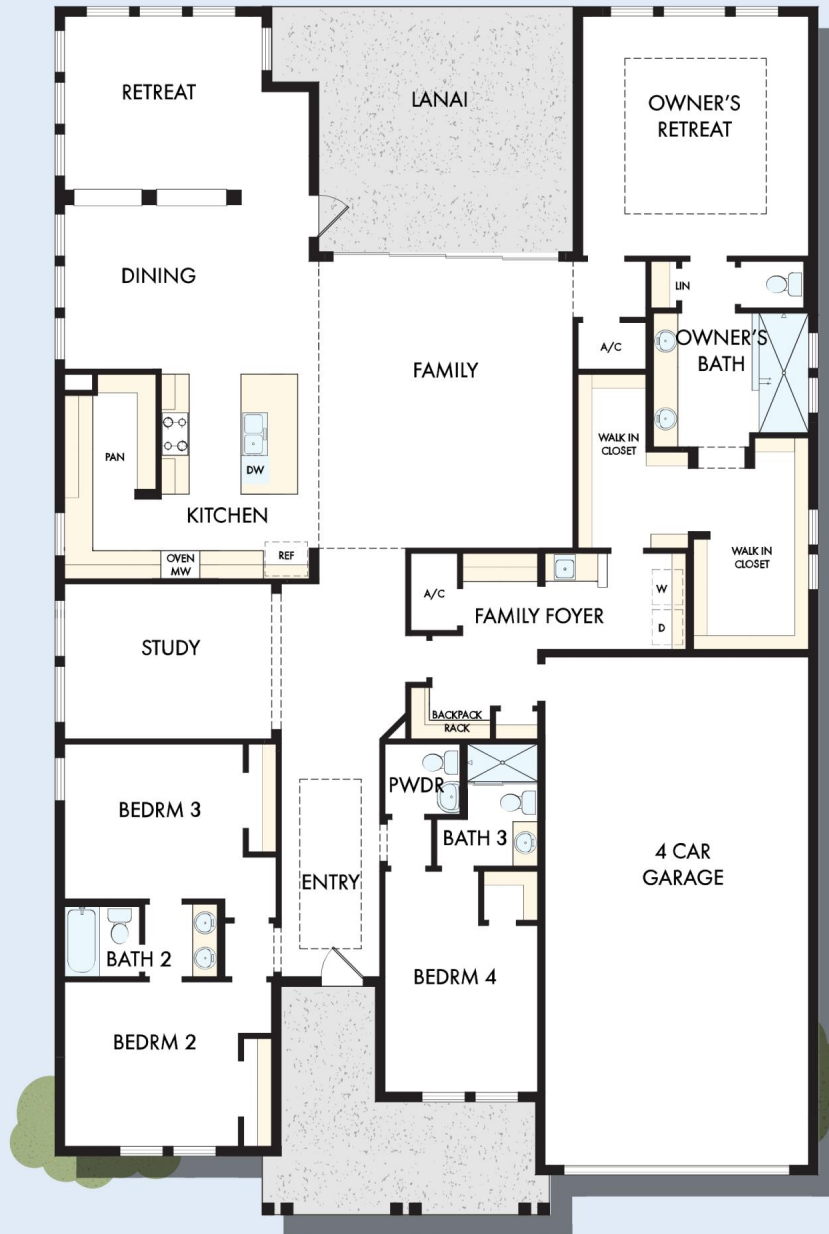 RETREAT
LANAI
OWNER'S
RETREAT
DINING
LIN
OWNER'S
BATH
A/C
FAMILY
WALK IN
CLOSET
PAN
DW
KITCHEN
OVEN
MW
REF
WALK IN
CLOSET
A/C
FAMILY FOYER
W
D
STUDY
BACKPACK
RACK
PWDR
BATH 3
BEDRM 3
4 CAR
GARAGE
ENTRY
BATH 2
BEDRM 4
BEDRM 2